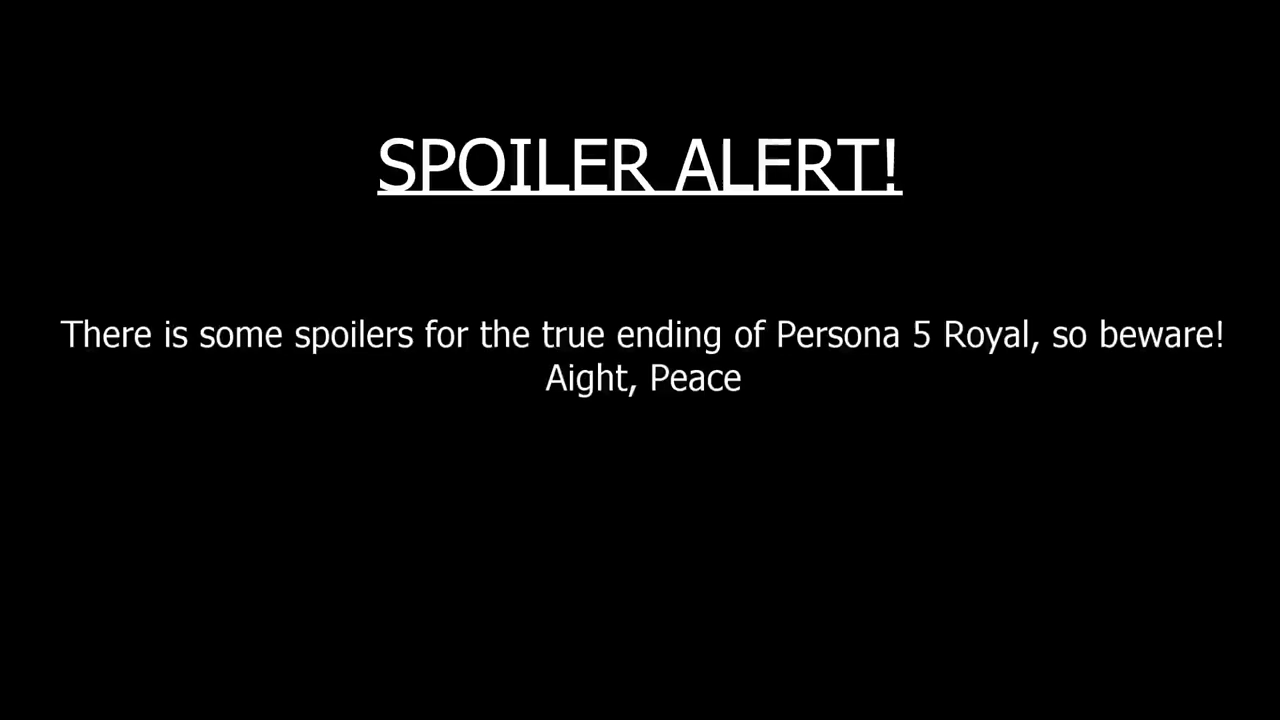 SPOILER ALERT!
There is some spoilers for the true ending of Persona 5 Royal, so beware!
Aight, Peace